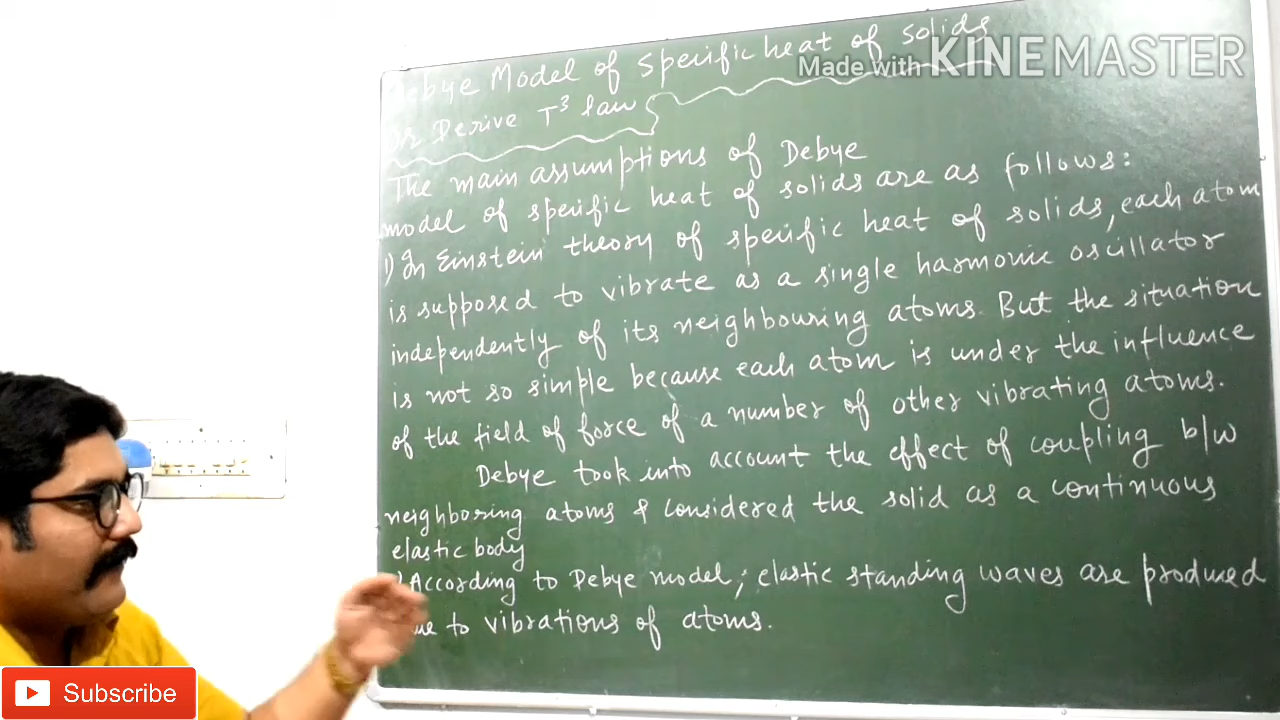 Debye Model of specific heat of solids
Made with KINEMASTER
Or Derive T³ law
The main assumptions of Debye
model of specific heat of solids are as follows:
1) In Einstein theory of specific heat of solids, each atom
is supposed to vibrate as a single harmonic oscillator
independently of its neighbouring atoms. But the situation
is not so simple because each atom is under the influence
of the field of force of a number of other vibrating atoms.
Debye took into account the effect of coupling b/w
neighboring atoms & considered the solid as a continuous
elastic body
According to Debye model; elastic standing waves are produced
to vibrations of atoms.
Subscribe